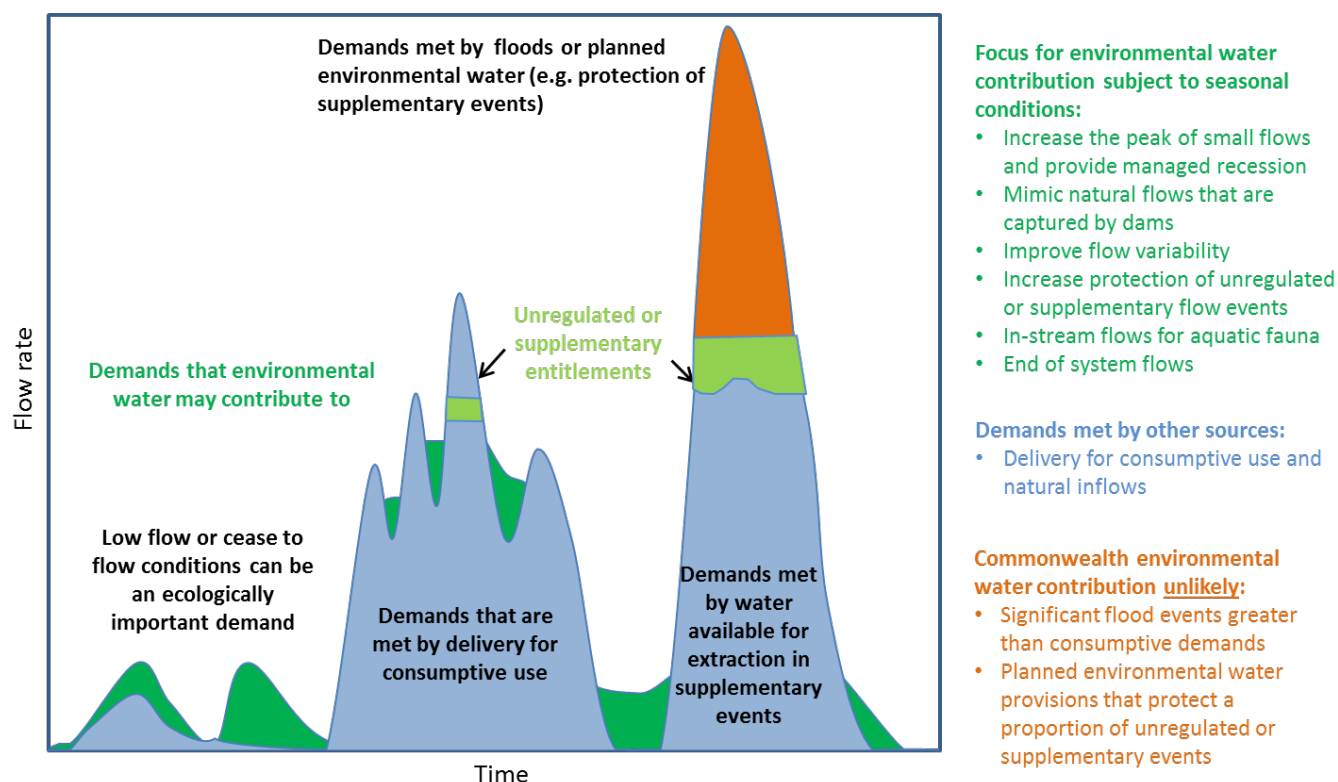 Demands met by floods or planned
environmental water (e.g. protection of
supplementary events)
Unregulated or
supplementary
entitlements
Demands that environmental
water may contribute to
Low flow or cease to
flow conditions can be
an ecologically
important demand
Demands that are
met by delivery for
consumptive use
Demands met
by water
available for
extraction in
supplementary
events
Flow rate
Time
Focus for environmental water
contribution subject to seasonal
conditions:
• Increase the peak of small flows
and provide managed recession
• Mimic natural flows that are
captured by dams
• Improve flow variability
• Increase protection of unregulated
or supplementary flow events
• In-stream flows for aquatic fauna
• End of system flows
Demands met by other sources:
• Delivery for consumptive use and
natural inflows
Commonwealth environmental
water contribution unlikely:
• Significant flood events greater
than consumptive demands
• Planned environmental water
provisions that protect a
proportion of unregulated or
supplementary events